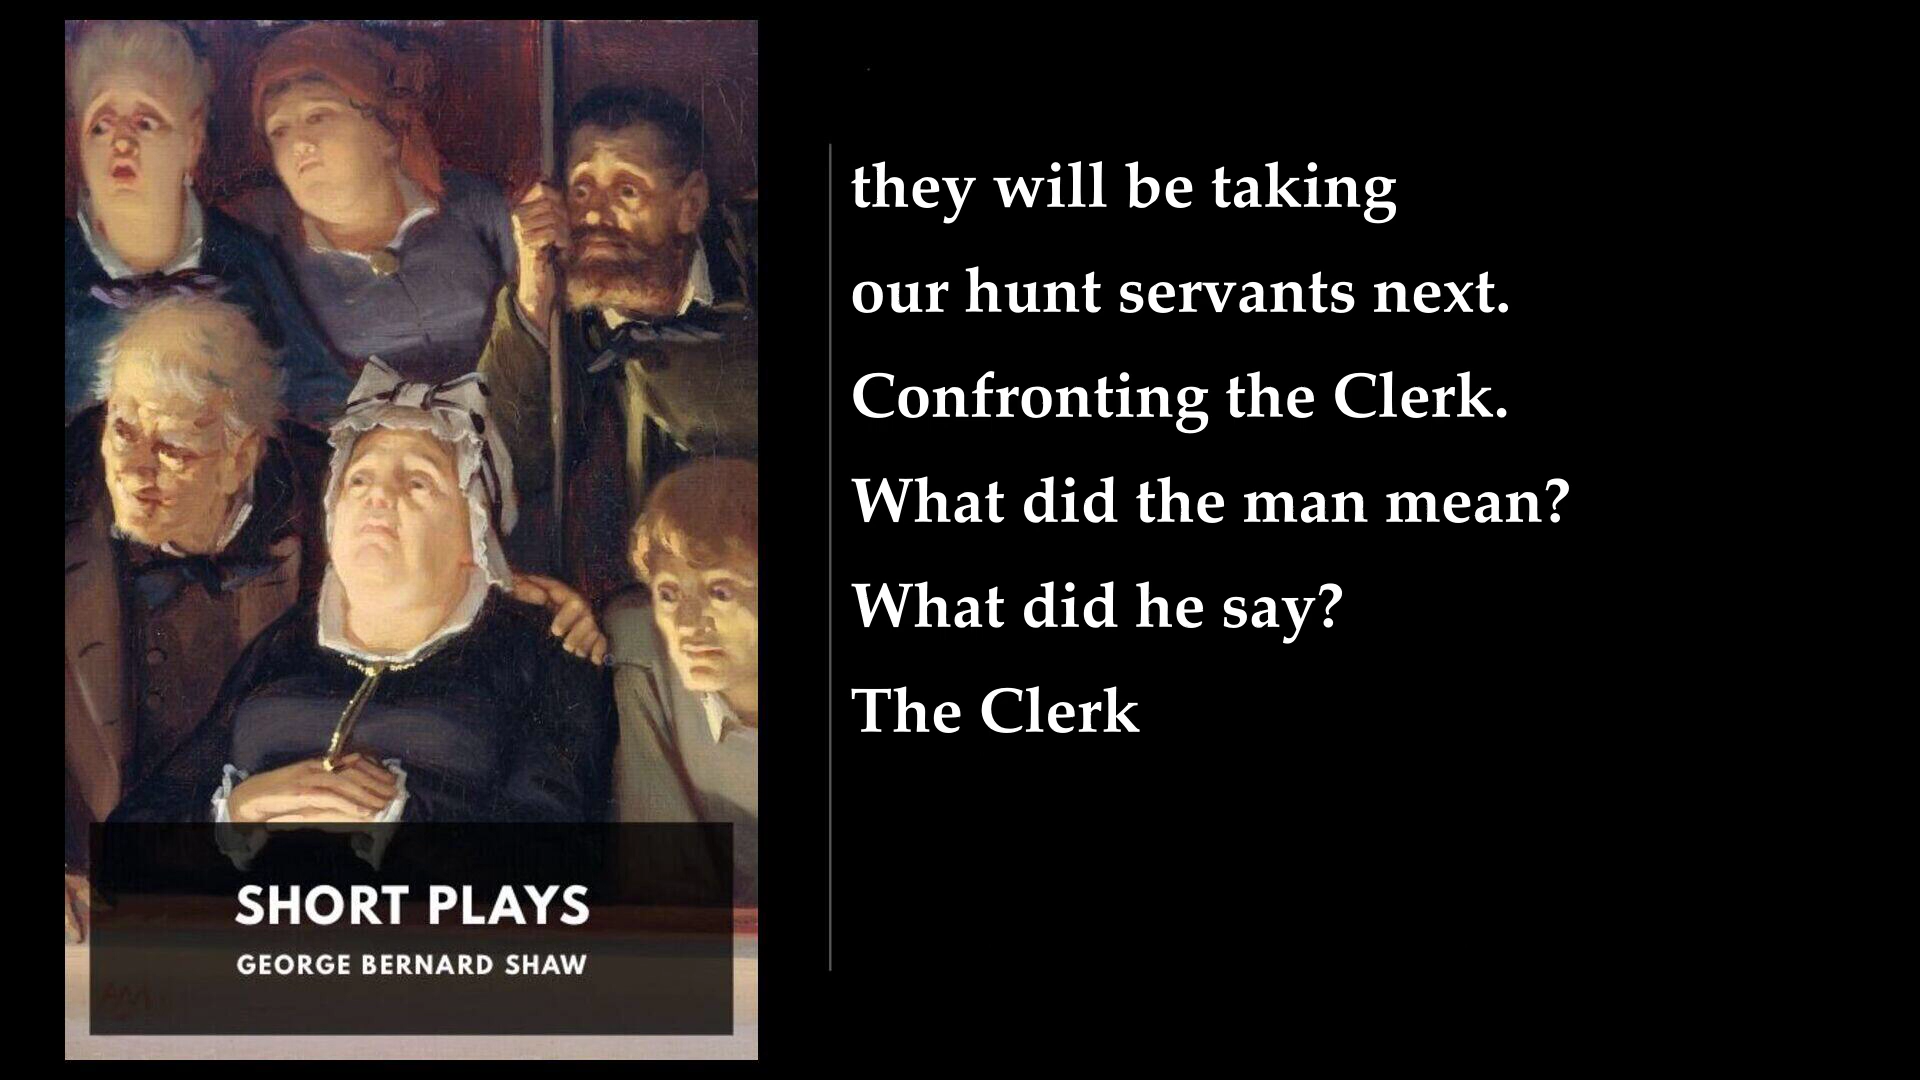 they will be taking
our hunt servants next.
Confronting the Clerk.
What did the man mean?
What did he say?
The Clerk
SHORT PLAYS
GEORGE BERNARD SHAW